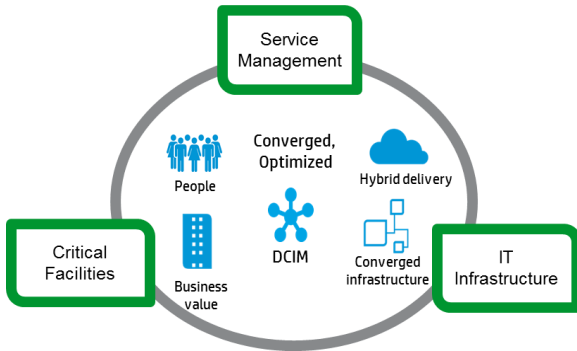 Service
Management
Converged,
Optimized
People
Hybrid delivery
DCIM
Critical
Facilities
Business
value
Converged
infrastructure
IT
Infrastructure